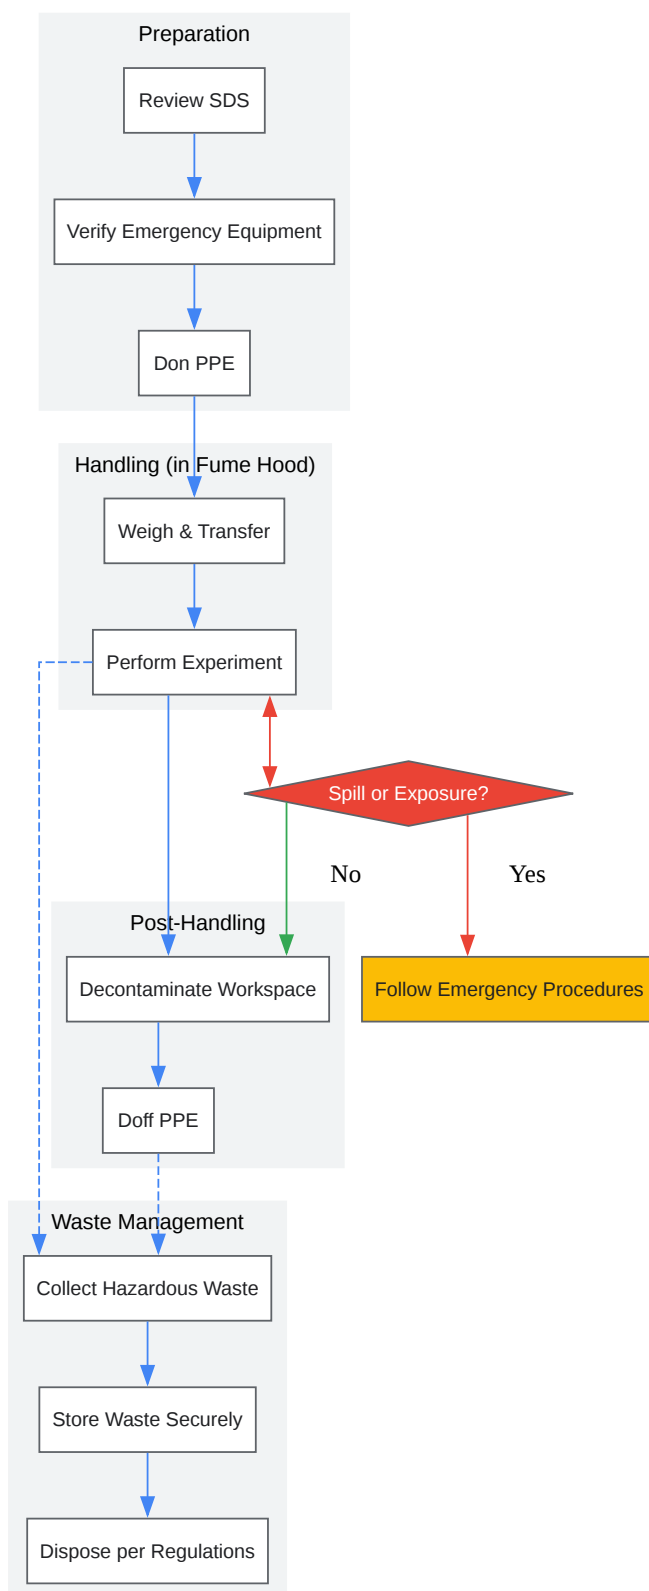 Preparation
Review SDS
Verify Emergency Equipment
Don PPE
Handling (in Fume Hood)
Weigh & Transfer
Perform Experiment
Spill or Exposure?
No
Yes
Post-Handling
Decontaminate Workspace
Follow Emergency Procedures
Doff PPE
Waste Management
Collect Hazardous Waste
Store Waste Securely
Dispose per Regulations